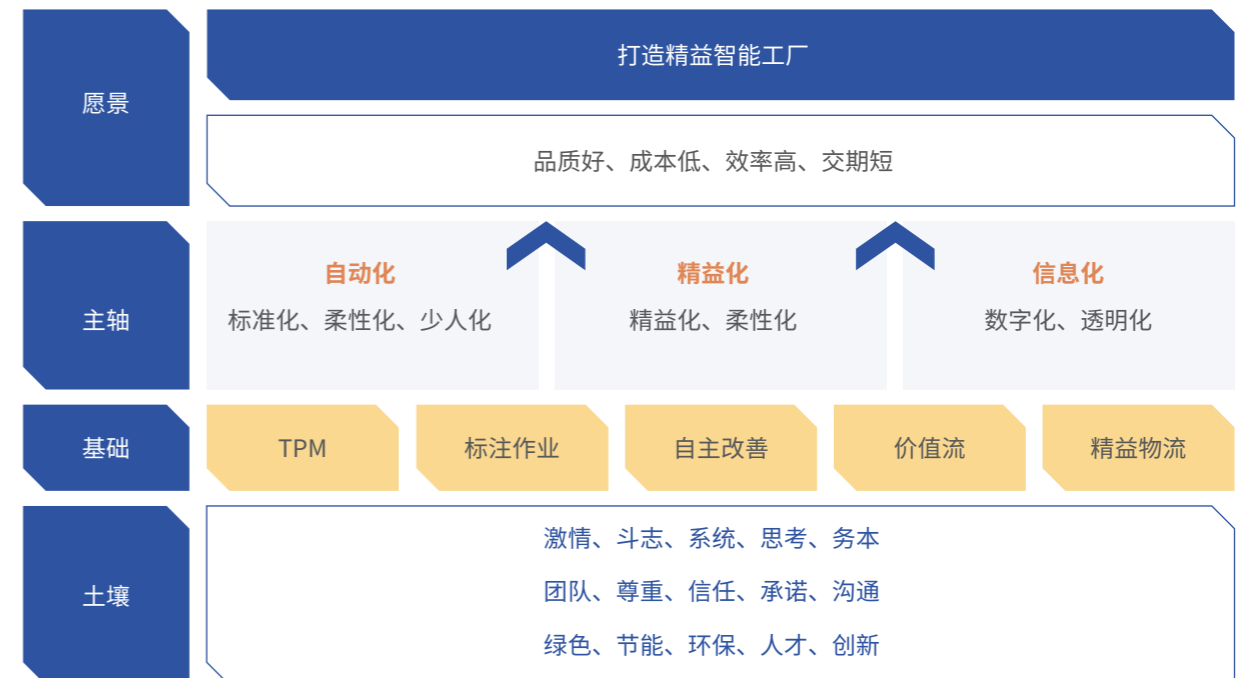 愿景
打造精益智能工厂
品质好、成本低、效率高、交期短
主轴
自动化
标准化、柔性化、少人化
精益化
精益化、柔性化
信息化
数字化、透明化
基础
TPM
标注作业
自主改善
价值流
精益物流
土壤
激情、斗志、系统、思考、务本
团队、尊重、信任、承诺、沟通
绿色、节能、环保、人才、创新